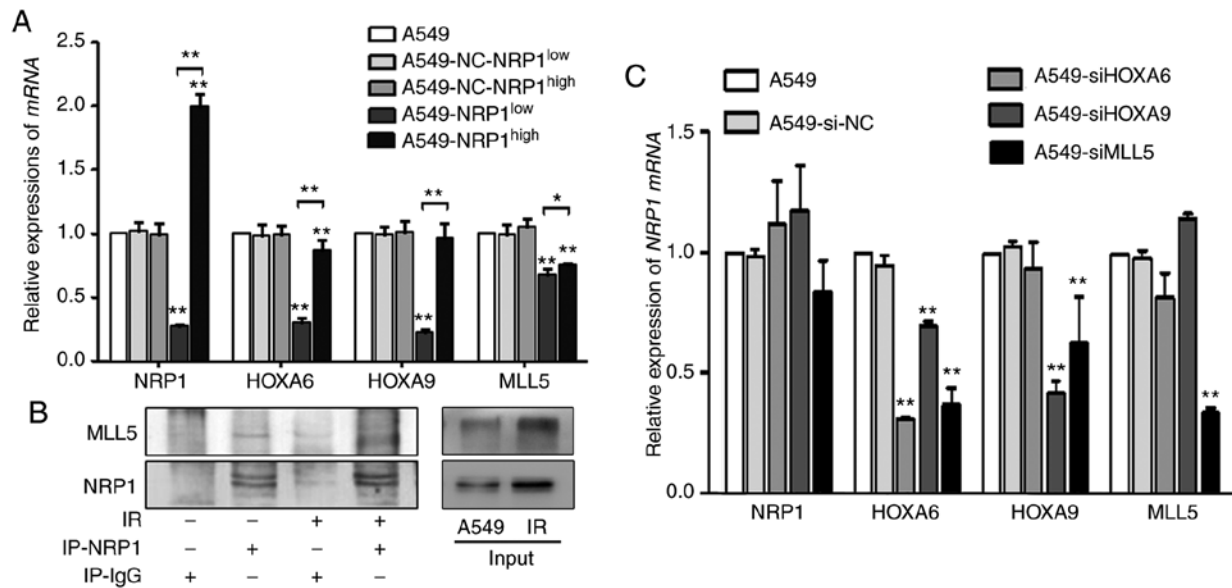 A
Relative expressions of mRNA
2.5
2.0
1.5
1.0
0.5
0.0
A549
A549-NC-NRP1low
A549-NC-NRP1high
A549-NRP1low
A549-NRP1high
**
**
**
**
**
**
**
**
*
**
**
NRP1 HOXA6 HOXA9 MLL5
B
MLL5
NRP1
IR – – + +
IP-NRP1 – + – +
IP-IgG + – + –
A549 IR
Input
C
Relative expression of NRP1 mRNA
1.5
1.0
0.5
0.0
A549
A549-si-NC
A549-siHOXA6
A549-siHOXA9
A549-siMLL5
**
**
**
**
**
**
NRP1 HOXA6 HOXA9 MLL5